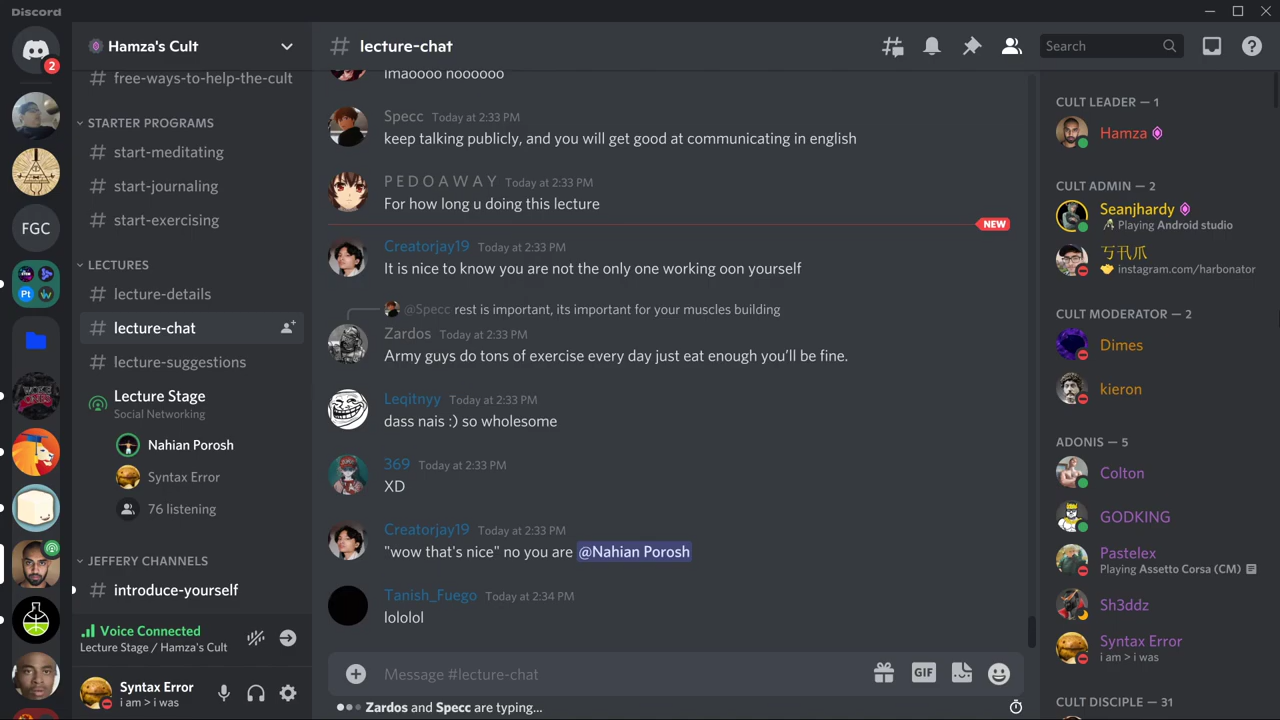 Discord
2
FGC
Pt
Hamza's Cult
free-ways-to-help-the-cult
STARTER PROGRAMS
start-meditating
start-journaling
start-exercising
LECTURES
lecture-details
lecture-chat
lecture-suggestions
Lecture Stage
Social Networking
Nahian Porosh
Syntax Error
76 listening
JEFFERY CHANNELS
introduce-yourself
Voice Connected
Lecture Stage / Hamza's Cult
Syntax Error
i am > i was
lecture-chat
Search
lmaoooo noooooo
Specc Today at 2:33 PM
keep talking publicly, and you will get good at communicating in english
P E D O A W A Y Today at 2:33 PM
For how long u doing this lecture
NEW
Creatorjay19 Today at 2:33 PM
It is nice to know you are not the only one working oon yourself
@Specc rest is important, its important for your muscles building
Zardos Today at 2:33 PM
Army guys do tons of exercise every day just eat enough you'll be fine.
Leqitnyy Today at 2:33 PM
dass nais :) so wholesome
369 Today at 2:33 PM
XD
Creatorjay19 Today at 2:33 PM
"wow that's nice" no you are @Nahian Porosh
Tanish_Fuego Today at 2:34 PM
lololol
Message #lecture-chat
GIF
Zardos and Specc are typing...
CULT LEADER — 1
Hamza
CULT ADMIN — 2
Seanjhardy
Playing Android studio
instagram.com/harbonator
CULT MODERATOR — 2
Dimes
kieron
ADONIS — 5
Colton
GODKING
Pastelex
Playing Assetto Corsa (CM)
Sh3ddz
Syntax Error
i am > i was
CULT DISCIPLE — 31